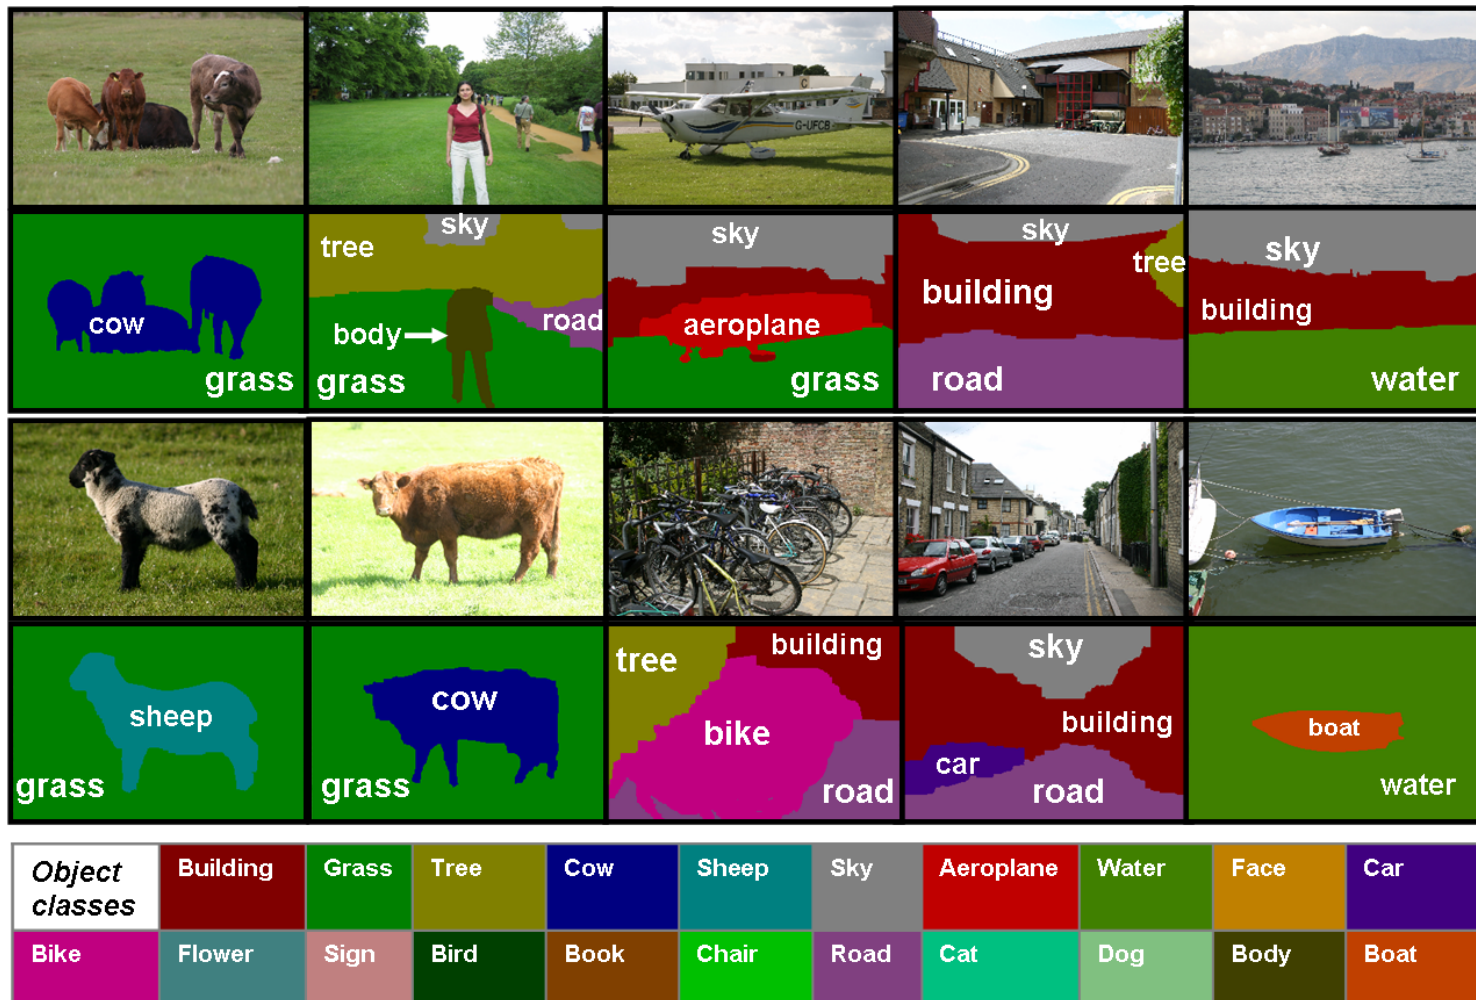 G-UFCB
cow
grass
tree
sky
body
road
grass
sky
aeroplane
grass
sky
building
tree
road
sky
building
water
sheep
grass
cow
grass
tree
building
bike
road
sky
building
car
road
boat
water
Object
classes
Building
Grass
Tree
Cow
Sheep
Sky
Aeroplane
Water
Face
Car
Bike
Flower
Sign
Bird
Book
Chair
Road
Cat
Dog
Body
Boat